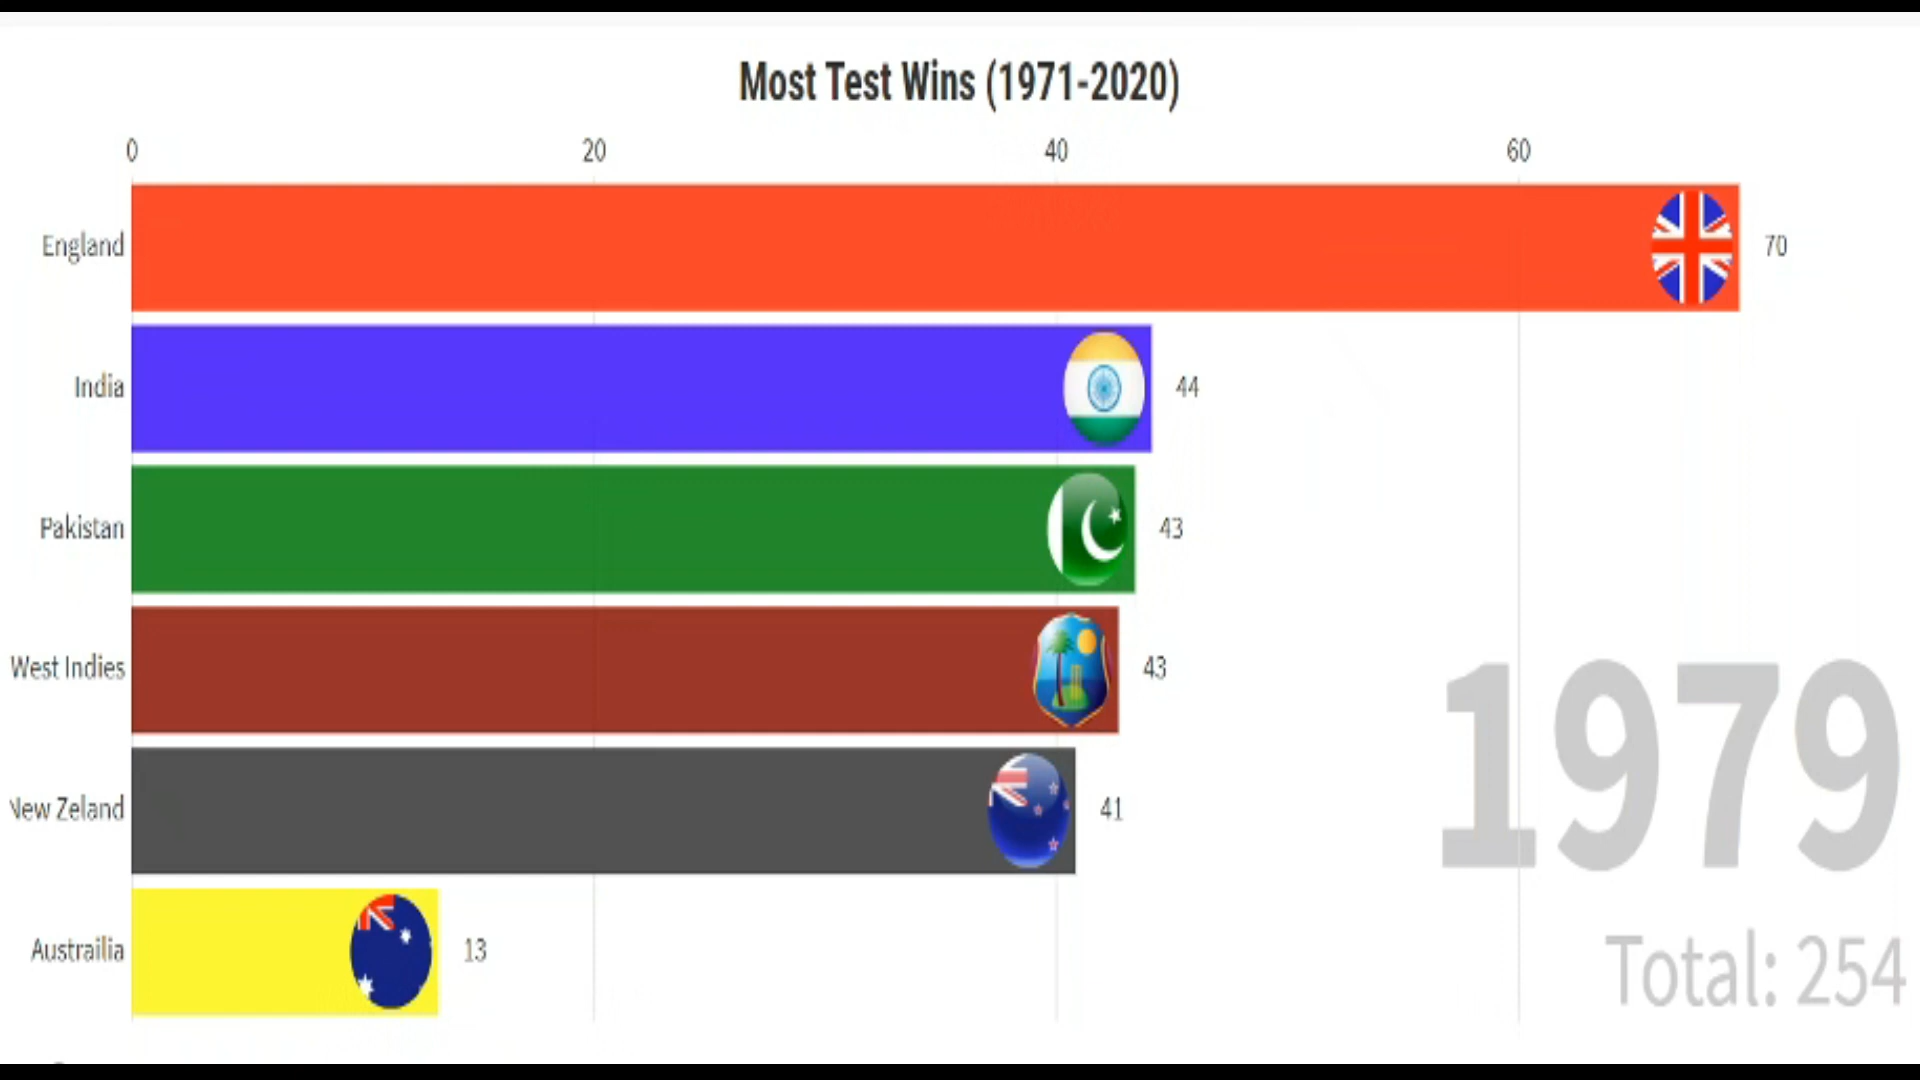 Most Test Wins (1971-2020)
0 20 40 60
England 70
India 44
Pakistan 43
West Indies 43
New Zeland 41
Austrailia 13
1979
Total: 254